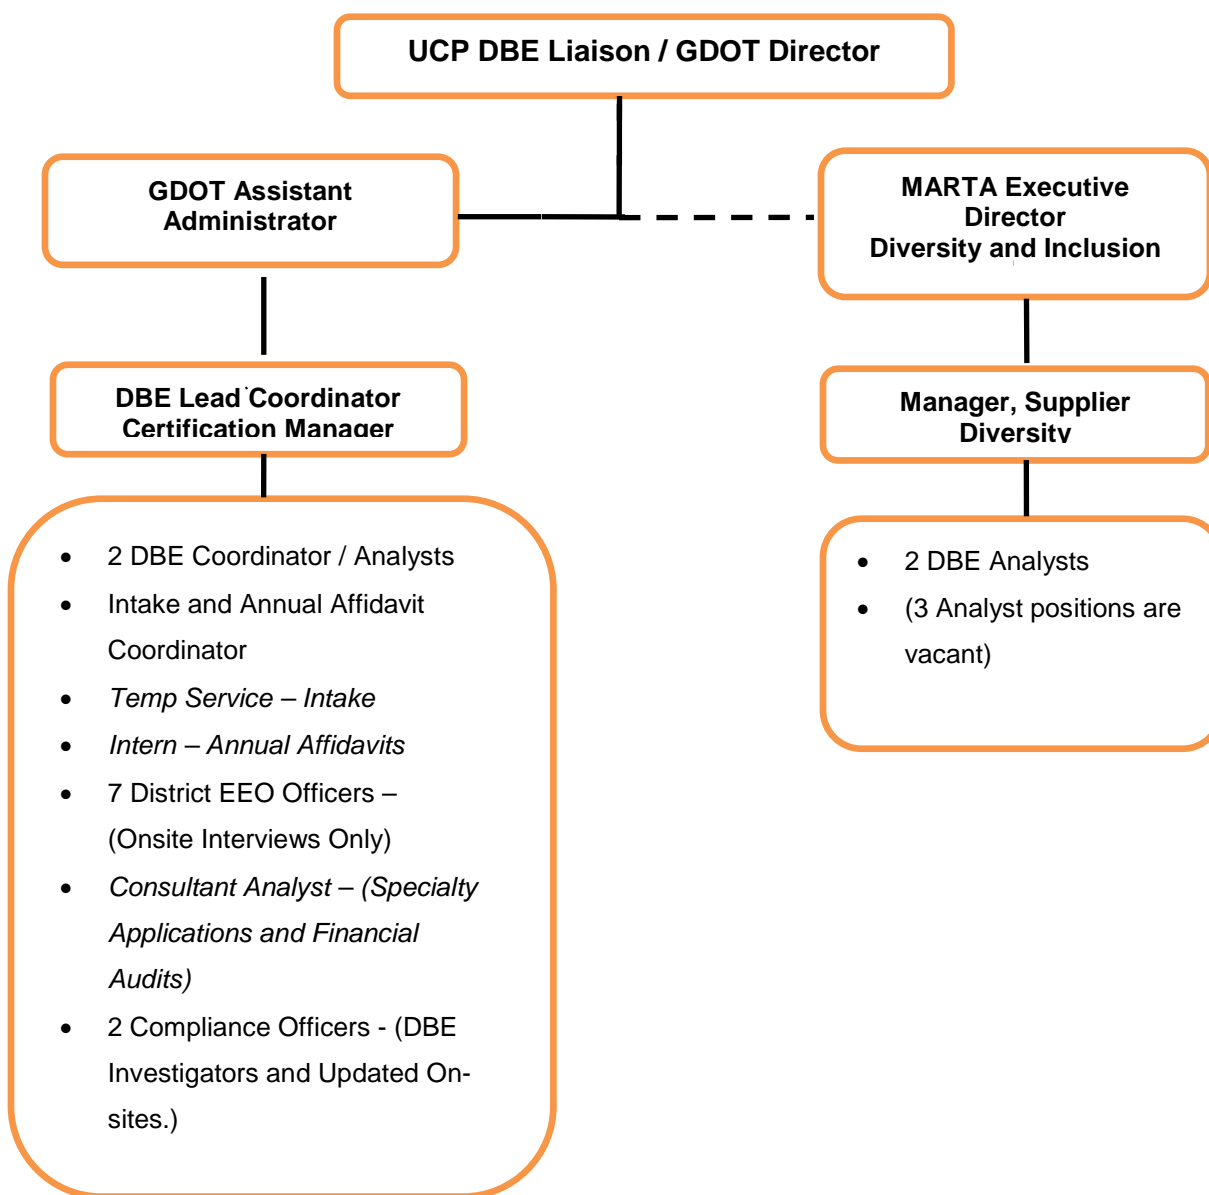 UCP DBE Liaison / GDOT Director
GDOT Assistant
Administrator
MARTA Executive
Director
Diversity and Inclusion
DBE Lead Coordinator
Certification Manager
Manager, Supplier
Diversity
• 2 DBE Coordinator / Analysts
• Intake and Annual Affidavit
Coordinator
• Temp Service – Intake
• Intern – Annual Affidavits
• 7 District EEO Officers –
(Onsite Interviews Only)
• Consultant Analyst – (Specialty
Applications and Financial
Audits)
• 2 Compliance Officers - (DBE
Investigators and Updated On-
sites.)
• 2 DBE Analysts
• (3 Analyst positions are
vacant)